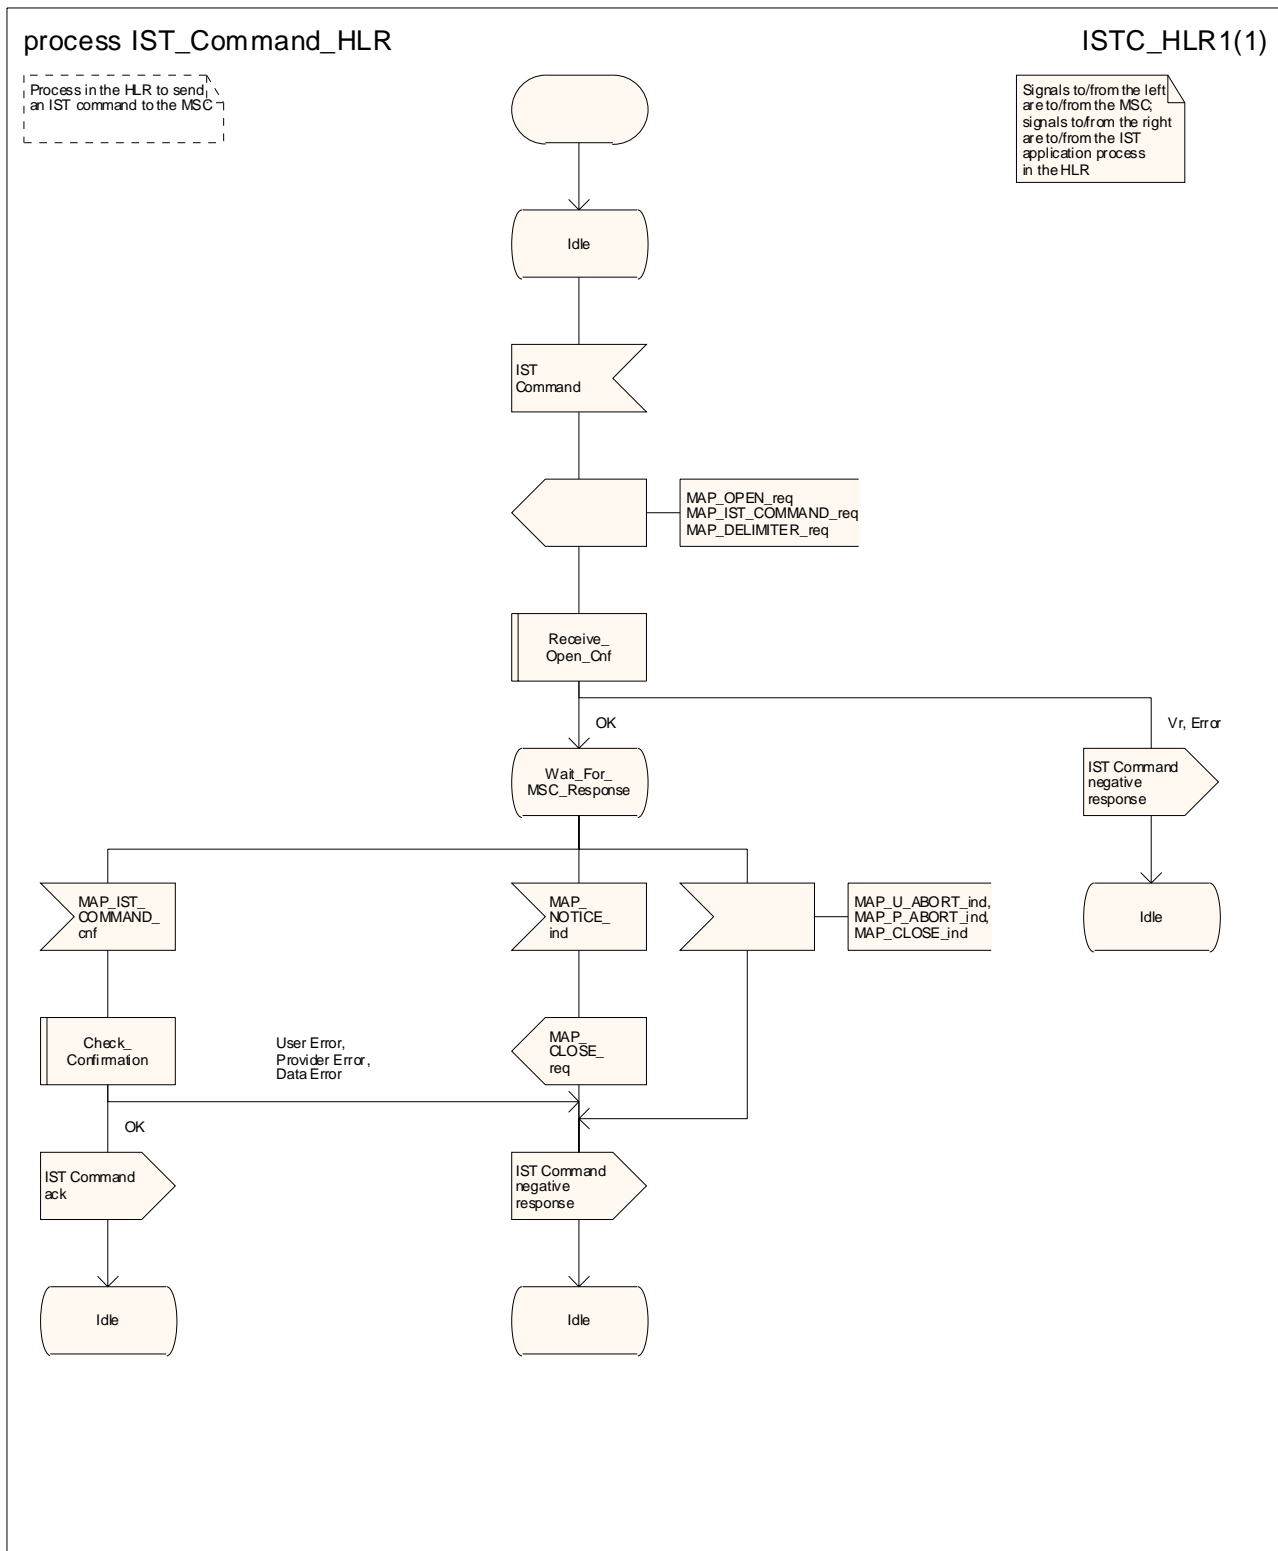 process IST_Command_HLR
ISTC_HLR1(1)
Process in the HLR to send
an IST command to the MSC
Signals to/from the left
are to/from the MSC;
signals to/from the right
are to/from the IST
application process
in the HLR
Idle
IST
Command
MAP_OPEN_req
MAP_IST_COMMAND_req
MAP_DELIMITER_req
Receive_
Open_Cnf
OK
Vr, Error
Wait_For_
MSC_Response
IST Command
negative
response
MAP_IST_
COMMAND_
cnf
MAP_
NOTICE_
ind
MAP_U_ABORT_ind,
MAP_P_ABORT_ind,
MAP_CLOSE_ind
Idle
Check_
Confirmation
User Error,
Provider Error,
Data Error
MAP_
CLOSE_
req
OK
IST Command
ack
IST Command
negative
response
Idle
Idle